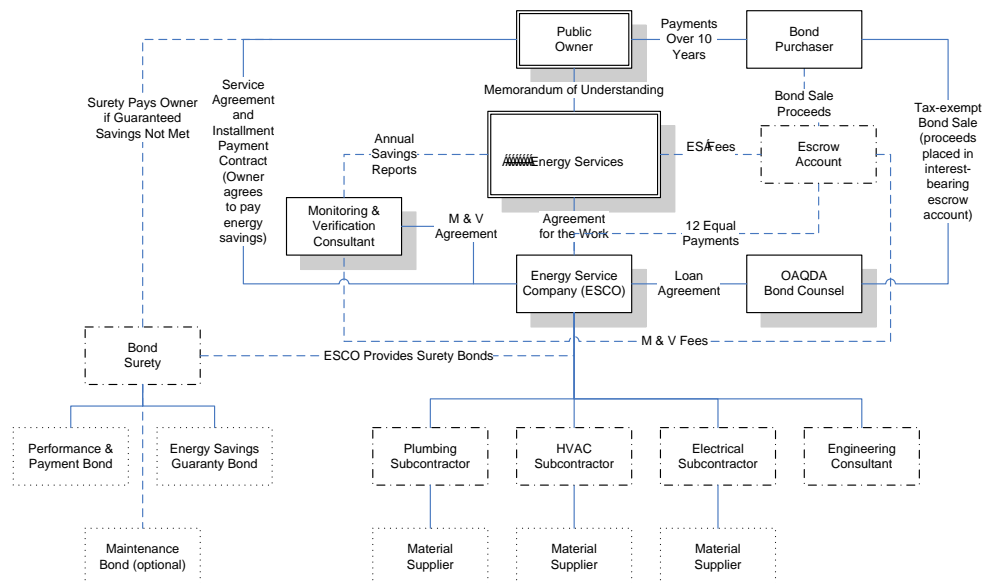 Public
Owner
Payments
Over 10
Years
Bond
Purchaser
Memorandum of Understanding
Surety Pays Owner
if Guaranteed
Savings Not Met
Service
Agreement
and
Installment
Payment
Contract
(Owner
agrees
to pay
energy
savings)
Annual
Savings
Reports
Energy Services
Fees
Bond Sale
Proceeds
Escrow
Account
Tax-exempt
Bond Sale
(proceeds
placed in
interest-
bearing
escrow
account)
Monitoring &
Verification
Consultant
M & V
Agreement
Agreement
for the Work
12 Equal
Payments
Energy Service
Company (ESCO)
Loan
Agreement
OAQDA
Bond Counsel
Bond
Surety
ESCO Provides Surety Bonds
M & V Fees
Performance &
Payment Bond
Energy Savings
Guaranty Bond
Plumbing
Subcontractor
HVAC
Subcontractor
Electrical
Subcontractor
Engineering
Consultant
Maintenance
Bond (optional)
Material
Supplier
Material
Supplier
Material
Supplier